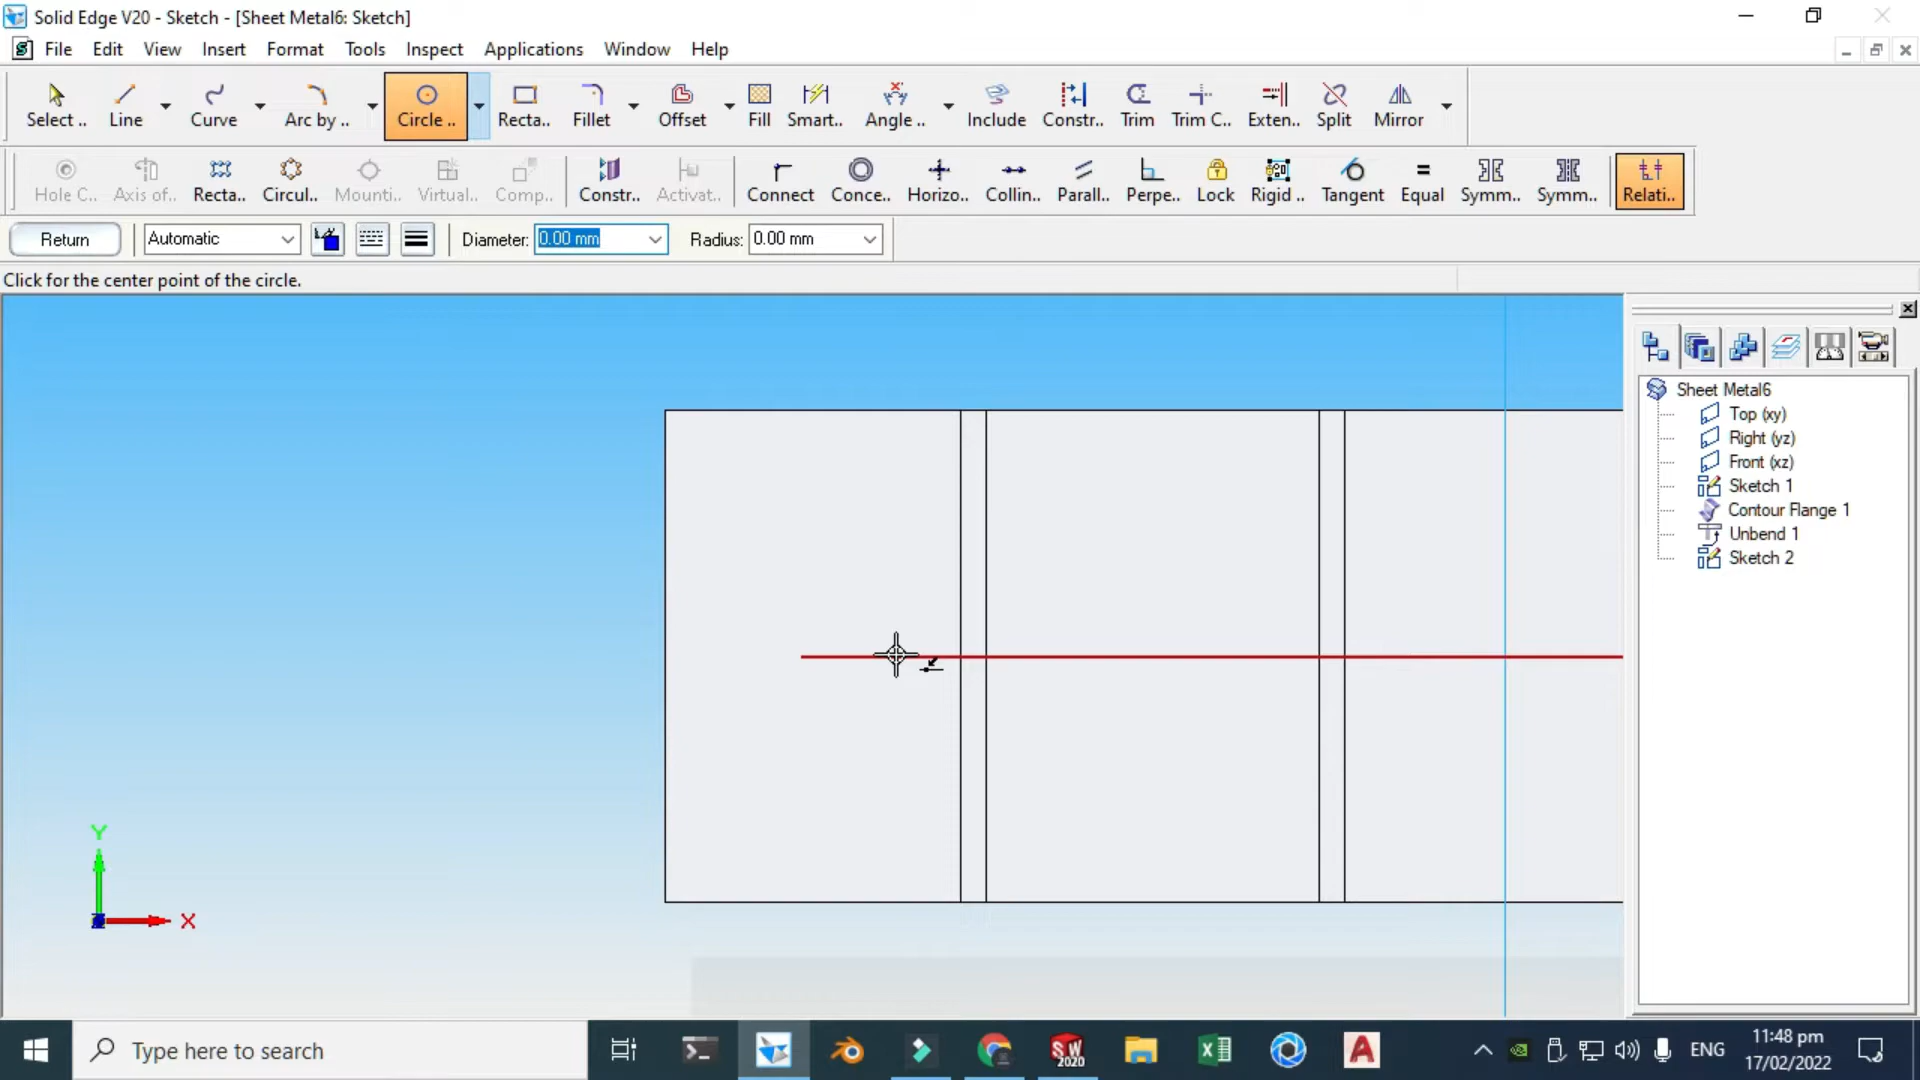 Solid Edge V20 - Sketch - [Sheet Metal6: Sketch]
File Edit View Insert Format Tools Inspect Applications Window Help
Select .. Line Curve Arc by .. Circle .. Recta.. Fillet Offset Fill Smart.. Angle .. Include Constr.. Trim Trim C.. Exten.. Split Mirror
Hole C.. Axis of.. Recta.. Circul.. Mounti.. Virtual.. Comp.. Constr.. Activat.. Connect Conce.. Horizo.. Collin.. Parall.. Perpe.. Lock Rigid .. Tangent Equal Symm.. Symm.. Relati..
Return Automatic Diameter: 0.00 mm Radius: 0.00 mm
Click for the center point of the circle.
Sheet Metal6
Top (xy)
Right (yz)
Front (xz)
Sketch 1
Contour Flange 1
Unbend 1
Sketch 2
Y
X
Type here to search
SW
2020
A
ENG
11:48 pm
17/02/2022